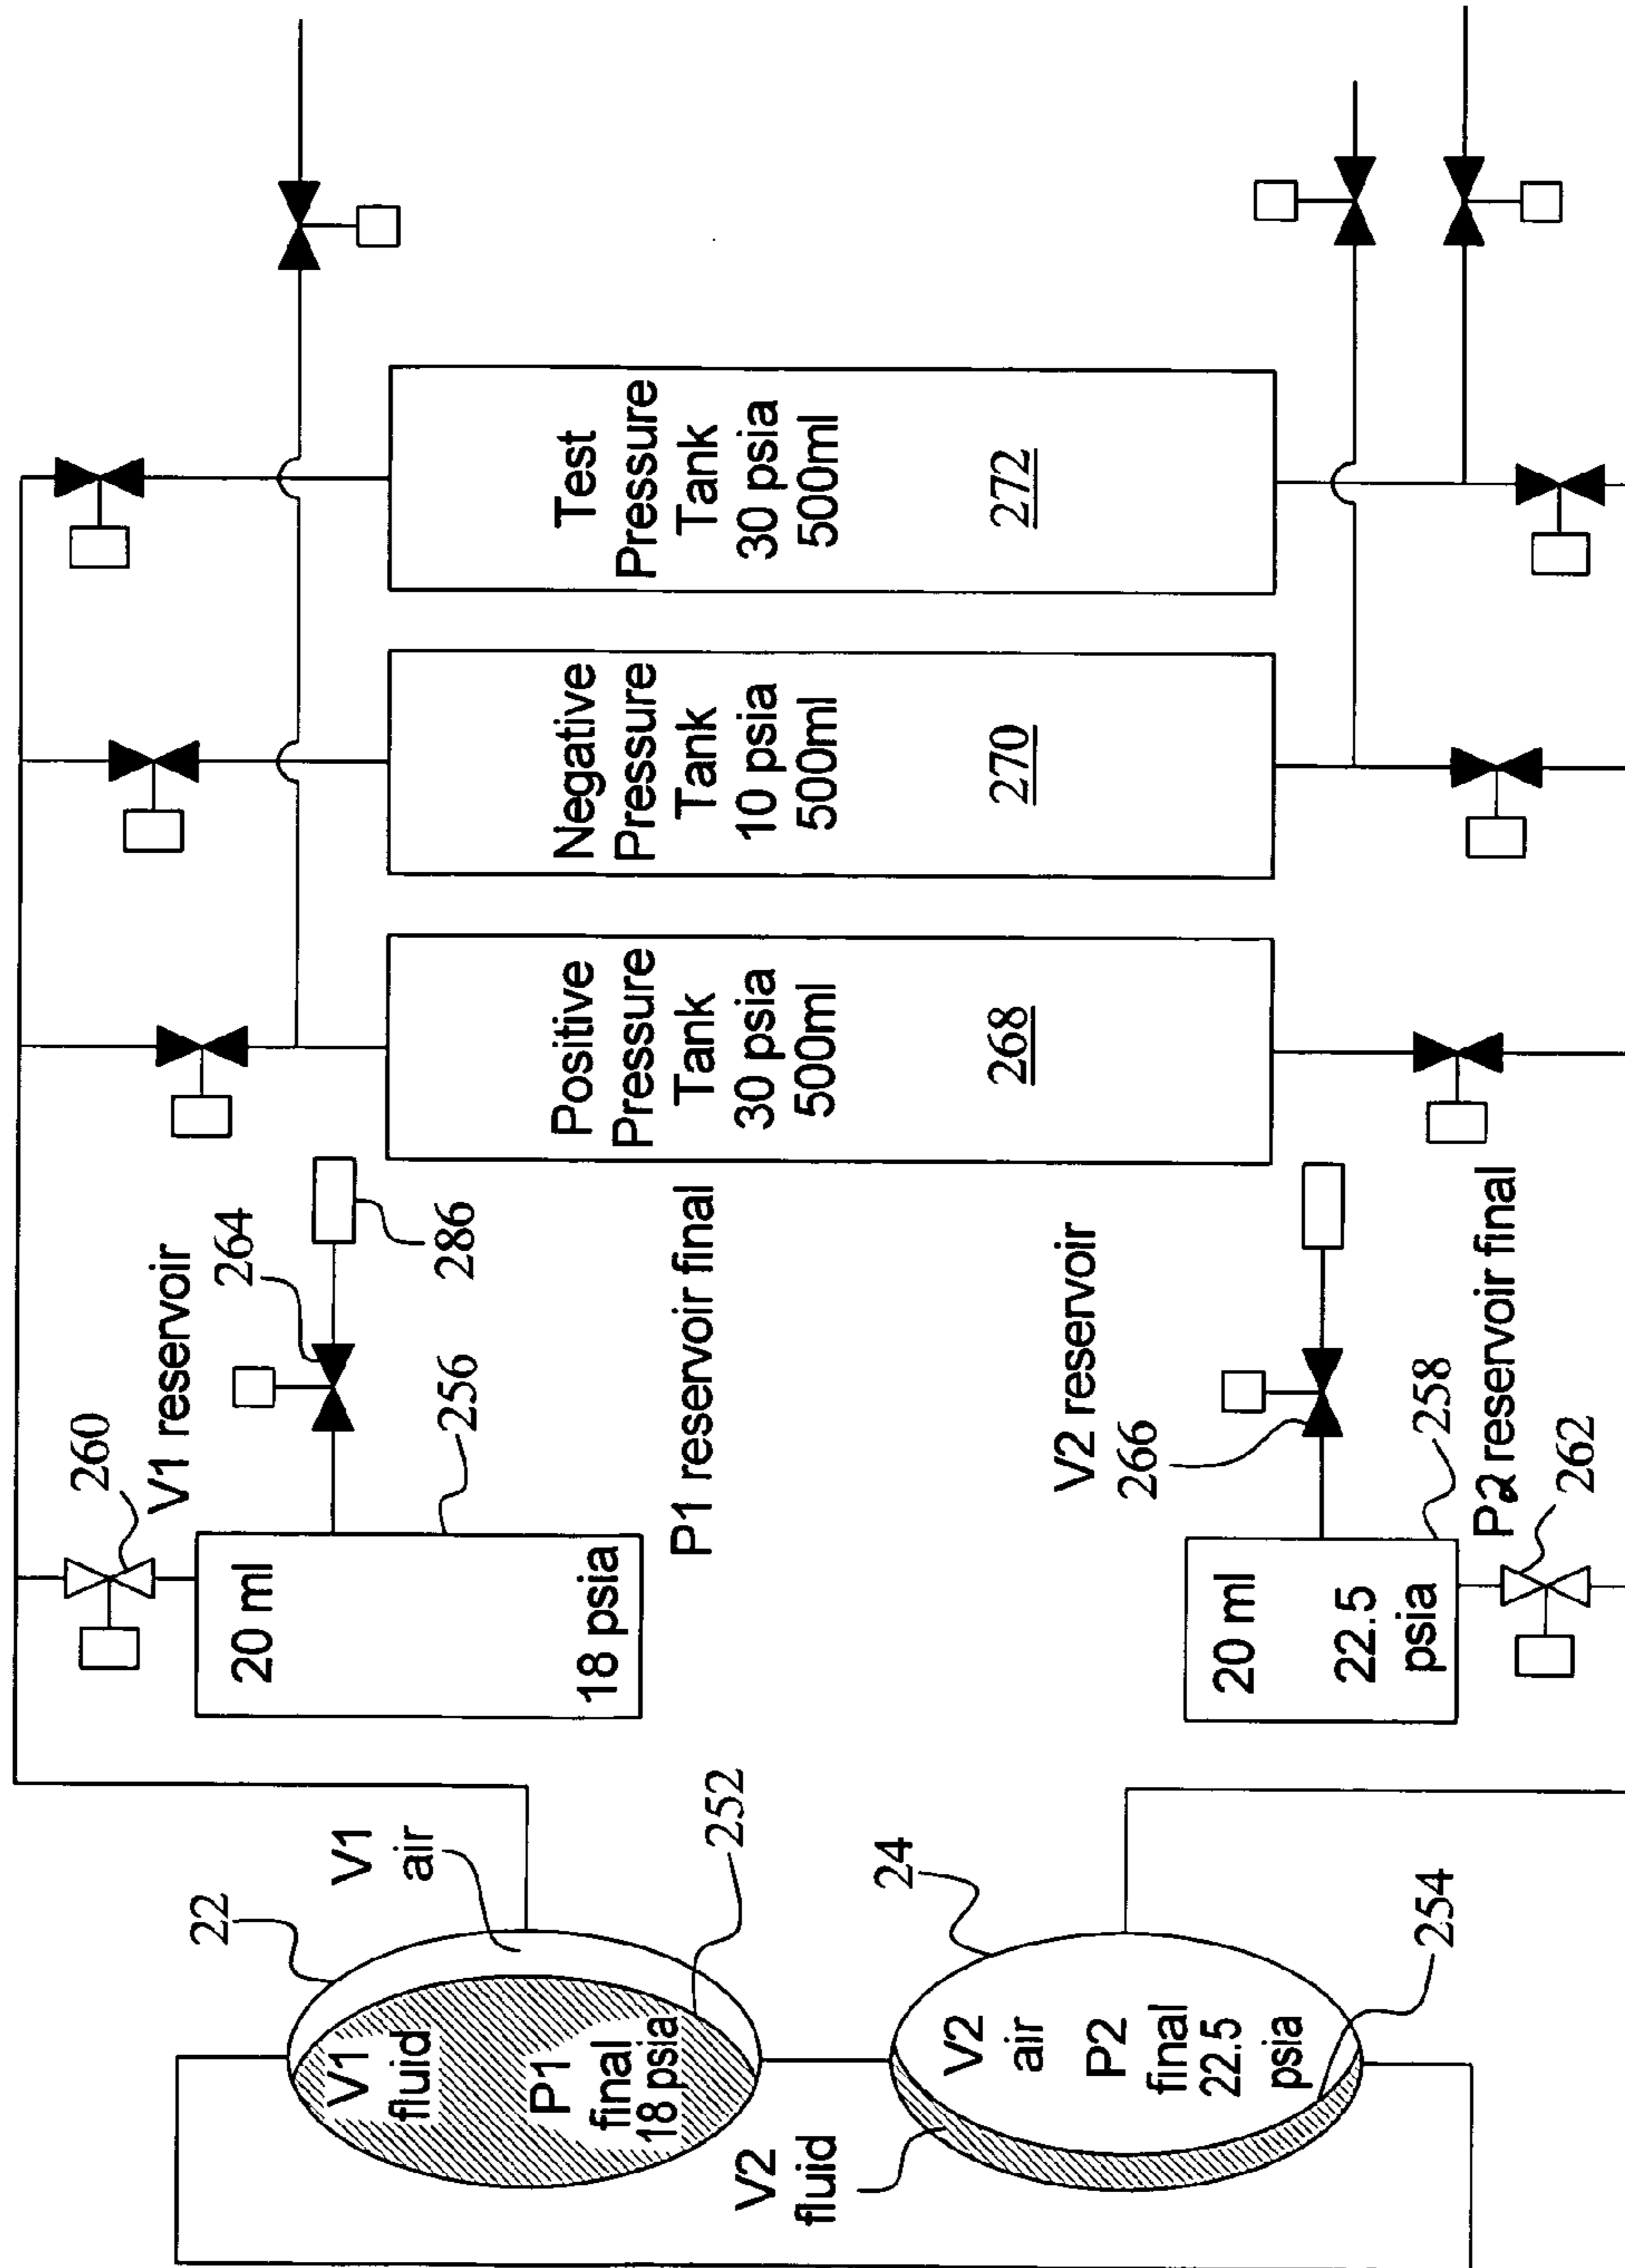 260
V1 reservoir
264
286
256
20 ml
18 psia
P1 reservoir final
Positive
Pressure
Tank
30 psia
500ml
268
Negative
Pressure
Tank
10 psia
500ml
270
Test
Pressure
Tank
30 psia
500ml
272
22
V1
air
V1
fluid
P1
final
18 psia
252
24
V2
air
P2
final
22.5
psia
254
V2
fluid
V2 reservoir
266
20 ml
22.5
psia
258
P2 reservoir final
262